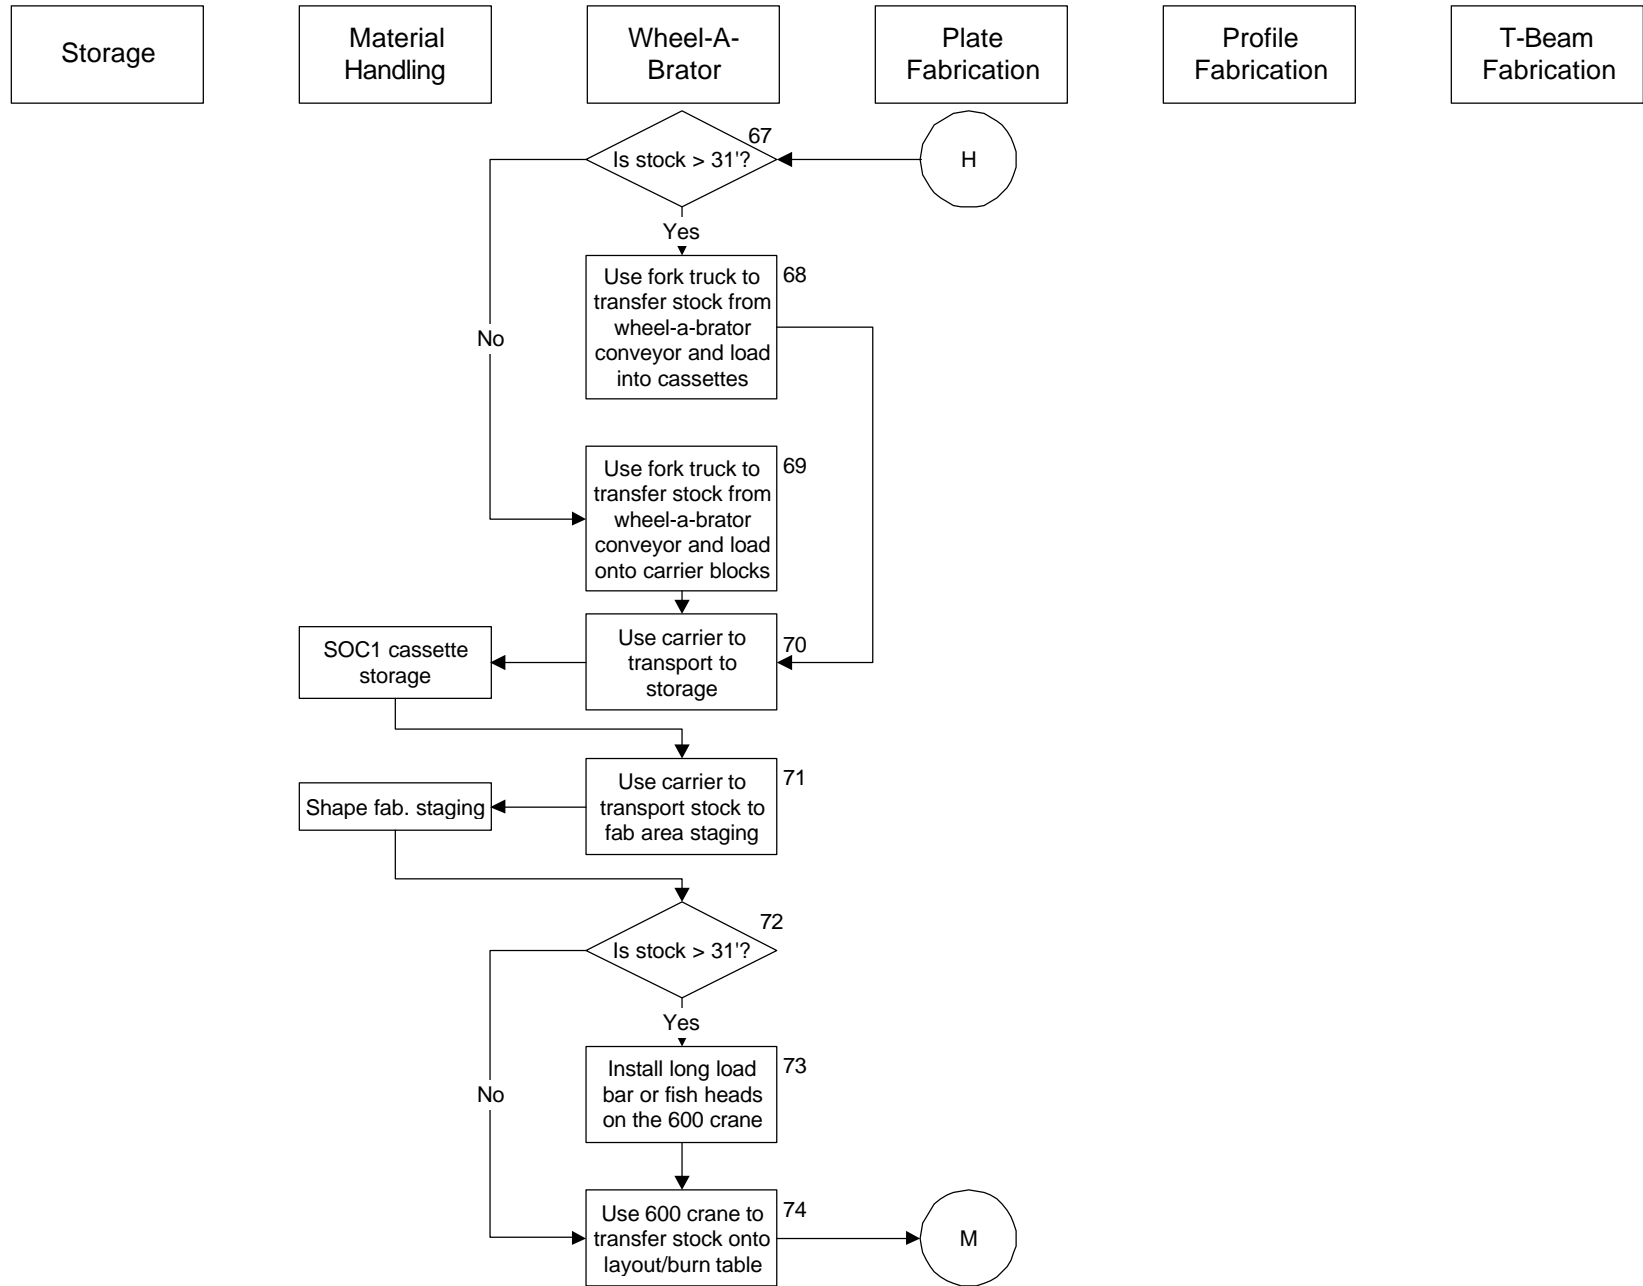 Storage
Material
Handling
Wheel-A-
Brator
Plate
Fabrication
Profile
Fabrication
T-Beam
Fabrication
67
Is stock > 31'?
H
Yes
No
Use fork truck to
transfer stock from
wheel-a-brator
conveyor and load
into cassettes
68
Use fork truck to
transfer stock from
wheel-a-brator
conveyor and load
onto carrier blocks
69
SOC1 cassette
storage
Use carrier to
transport to
storage
70
Shape fab. staging
Use carrier to
transport stock to
fab area staging
71
72
Is stock > 31'?
Yes
No
Install long load
bar or fish heads
on the 600 crane
73
Use 600 crane to
transfer stock onto
layout/burn table
74
M